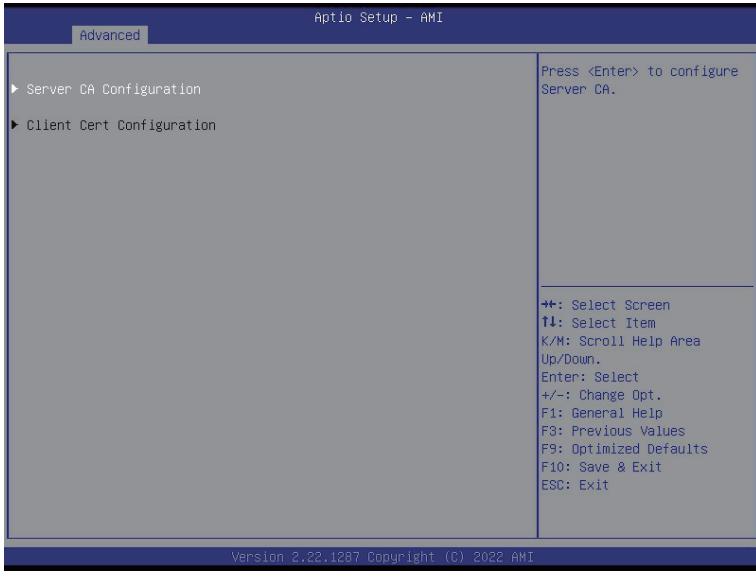 Aptio Setup – AMI
Advanced
▶ Server CA Configuration
▶ Client Cert Configuration
Press <Enter> to configure
Server CA.
→←: Select Screen
↑↓: Select Item
K/M: Scroll Help Area
Up/Down.
Enter: Select
+/-: Change Opt.
F1: General Help
F3: Previous Values
F9: Optimized Defaults
F10: Save & Exit
ESC: Exit
Version 2.22.1287 Copyright (C) 2022 AMI